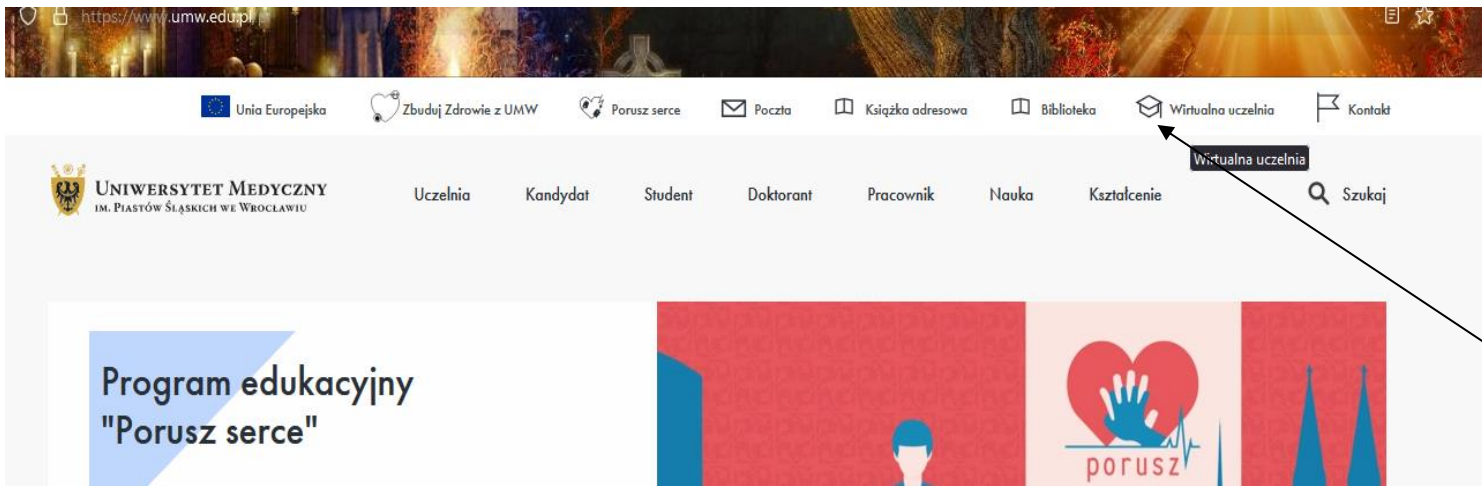 https://www.umw.edu.pl/
Unia Europejska Zbuduj Zdrowie z UMW Porusz serce Poczta Książka adresowa Biblioteka Wirtualna uczelnia Kontakt
Wirtualna uczelnia
UNIWERSYTET MEDYCZNY
IM. PIASTÓW ŚLĄSKICH WE WROCŁAWIU
Uczelnia Kandydat Student Doktorant Pracownik Nauka Kształcenie Szukaj
Program edukacyjny
"Porusz serce"
porusz